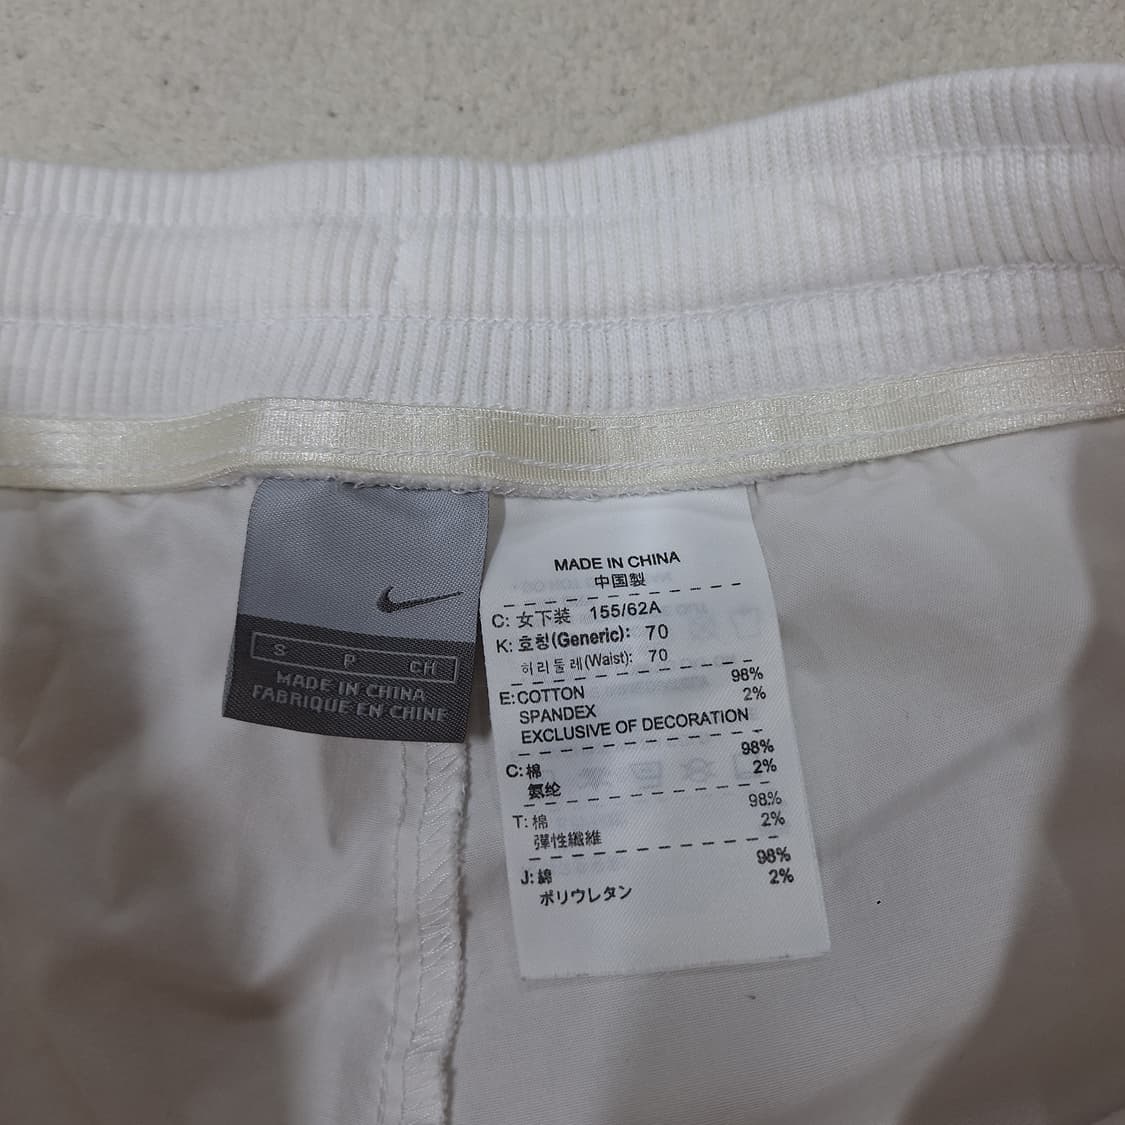 S P CH
MADE IN CHINA
FABRIQUÉ EN CHINE
MADE IN CHINA
中国製
C: 女下装 155/62A
K: 호칭(Generic): 70
허리둘레(Waist): 70
E:COTTON 98%
SPANDEX 2%
EXCLUSIVE OF DECORATION
C: 棉 98%
氨纶 2%
T: 棉 98%
彈性纖維 2%
J: 綿 98%
ポリウレタン 2%